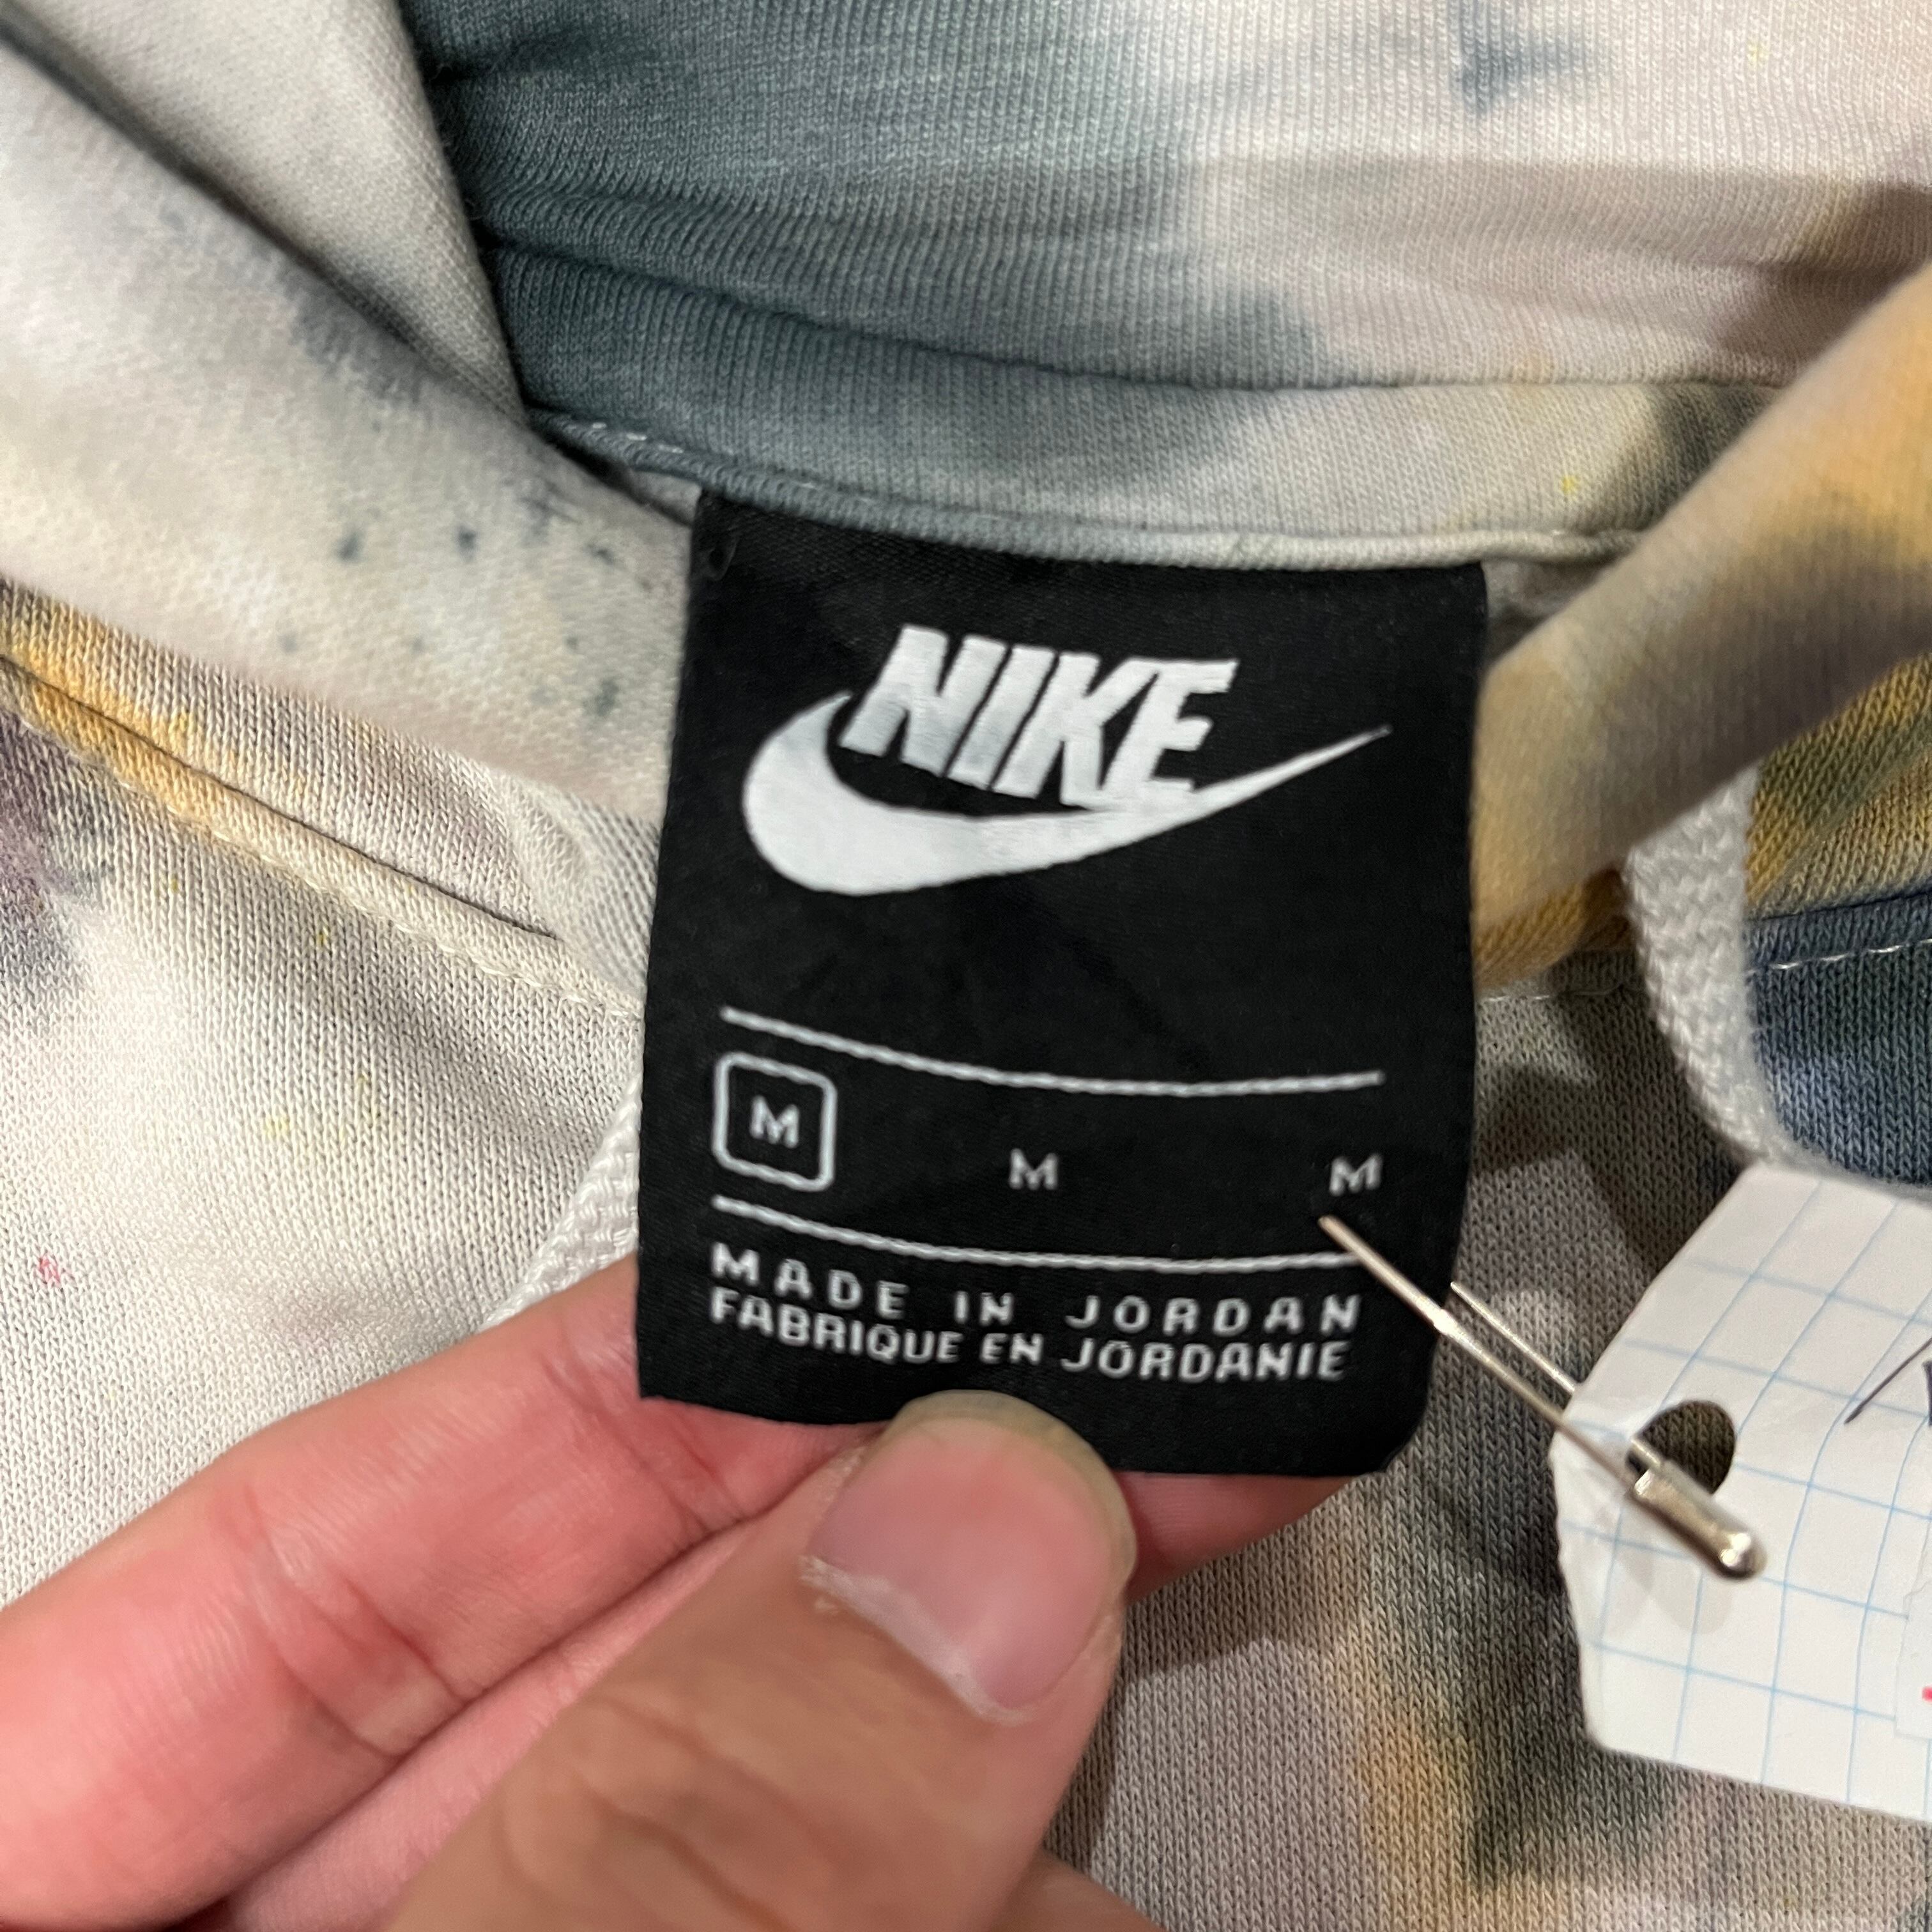 NIKE
M M M
MADE IN JORDAN
FABRIQUE EN JORDANIE